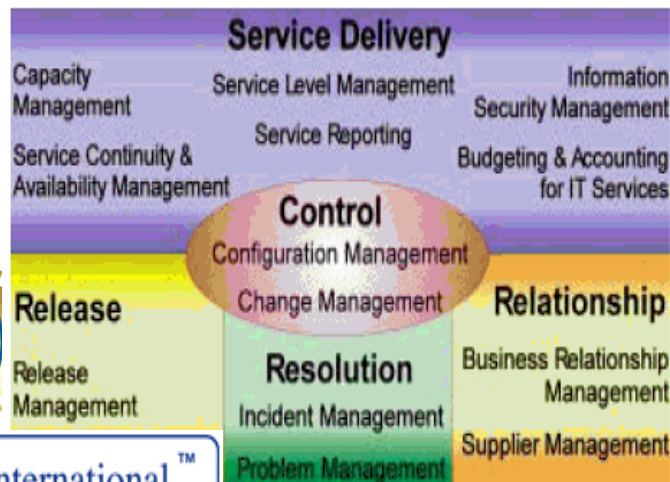 Service Delivery
Capacity
Management
Service Level Management
Information
Security Management
Service Reporting
Service Continuity &
Availability Management
Budgeting & Accounting
for IT Services
Control
Configuration Management
Change Management
Release
Release
Management
Resolution
Incident Management
Problem Management
Relationship
Business Relationship
Management
Supplier Management
nternational ™